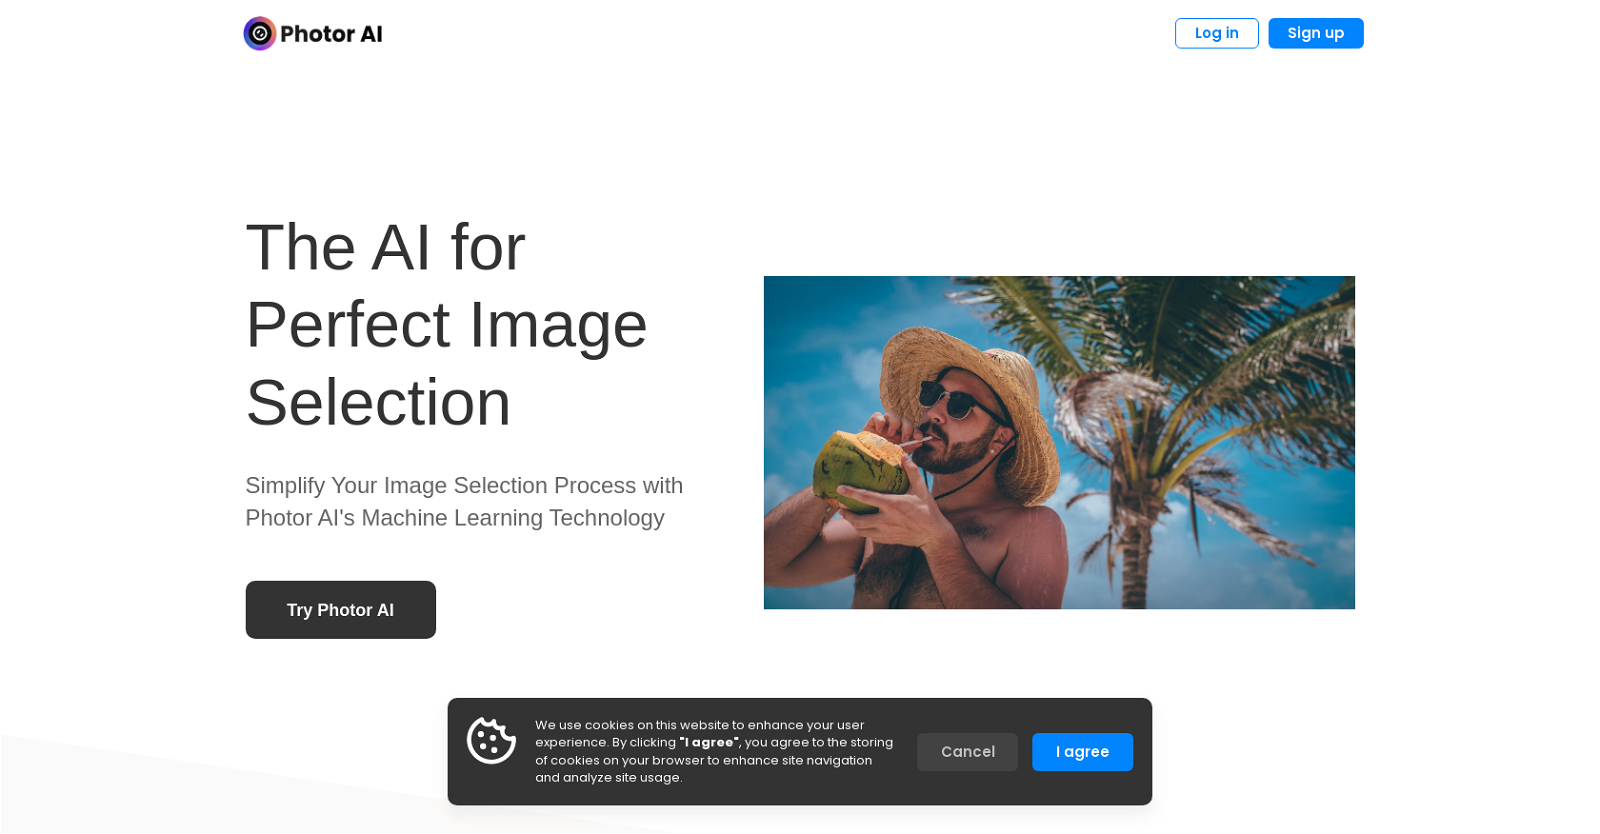 Photor AI
Log in
Sign up
The AI for
Perfect Image
Selection
Simplify Your Image Selection Process with
Photor AI's Machine Learning Technology
Try Photor AI
We use cookies on this website to enhance your user
experience. By clicking "I agree", you agree to the storing
of cookies on your browser to enhance site navigation
and analyze site usage.
Cancel
I agree